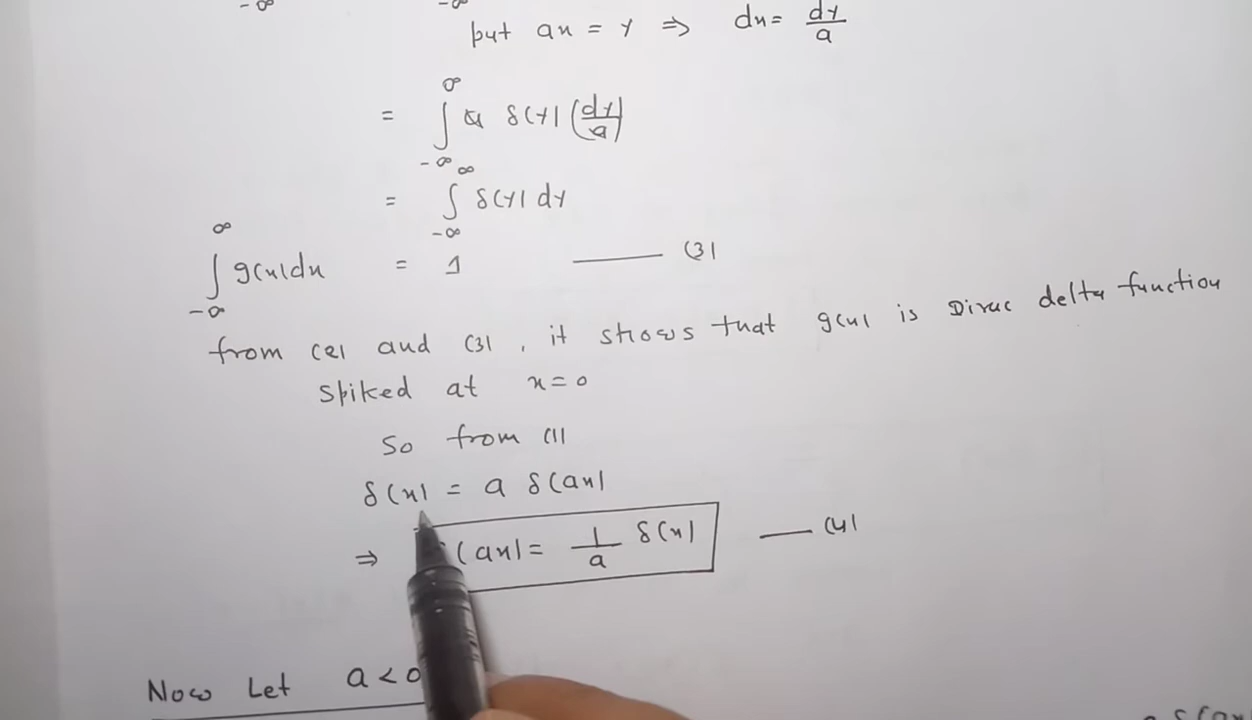 -∞ -∞
put ax = y ⇒ dx = dy/a
= ∫_{-∞}^{∞} a δ(y) (dy/a)
= ∫_{-∞}^{∞} δ(y) dy
∫_{-∞}^{∞} g(x)dx = 1 —— (3)
from (2) and (3), it shows that g(x) is Dirac delta function
spiked at x=0
So from (1)
δ(x) = a δ(ax)
⇒ (ax) = 1/a δ(x) —— (4)
Now Let a<0